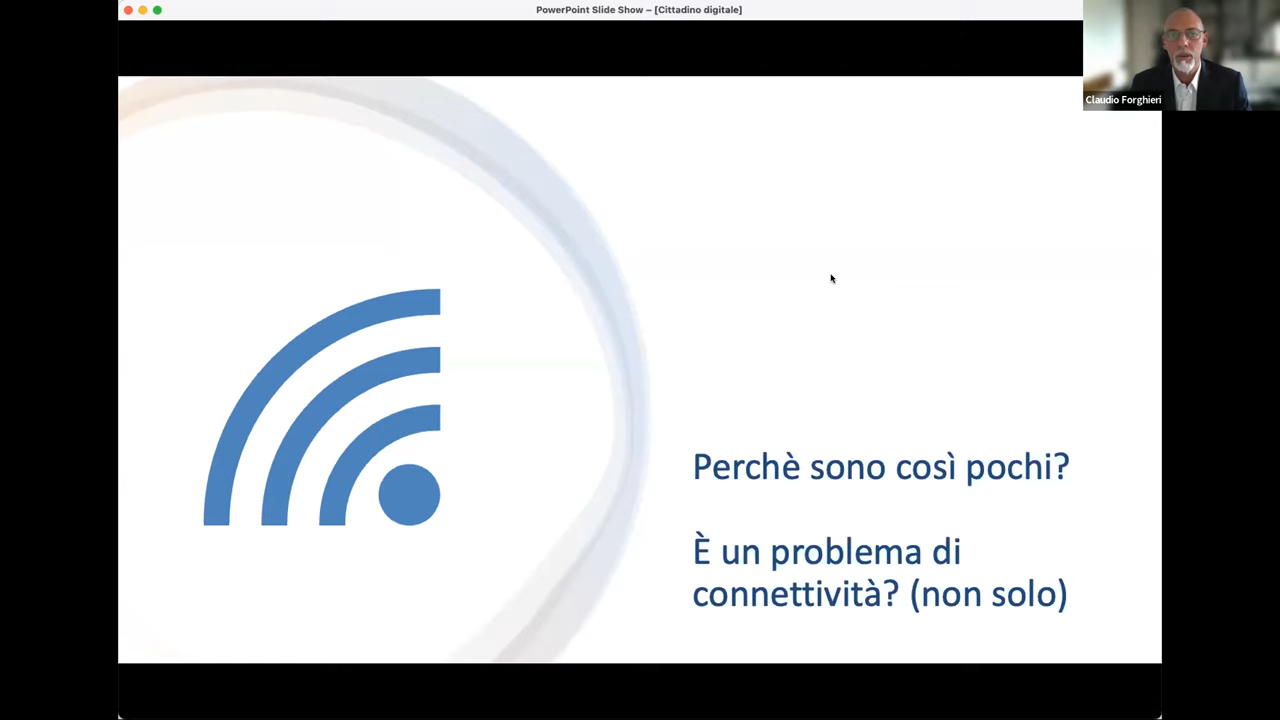 PowerPoint Slide Show – [Cittadino digitale]
Claudio Forghieri
Perchè sono così pochi?
È un problema di
connettività? (non solo)